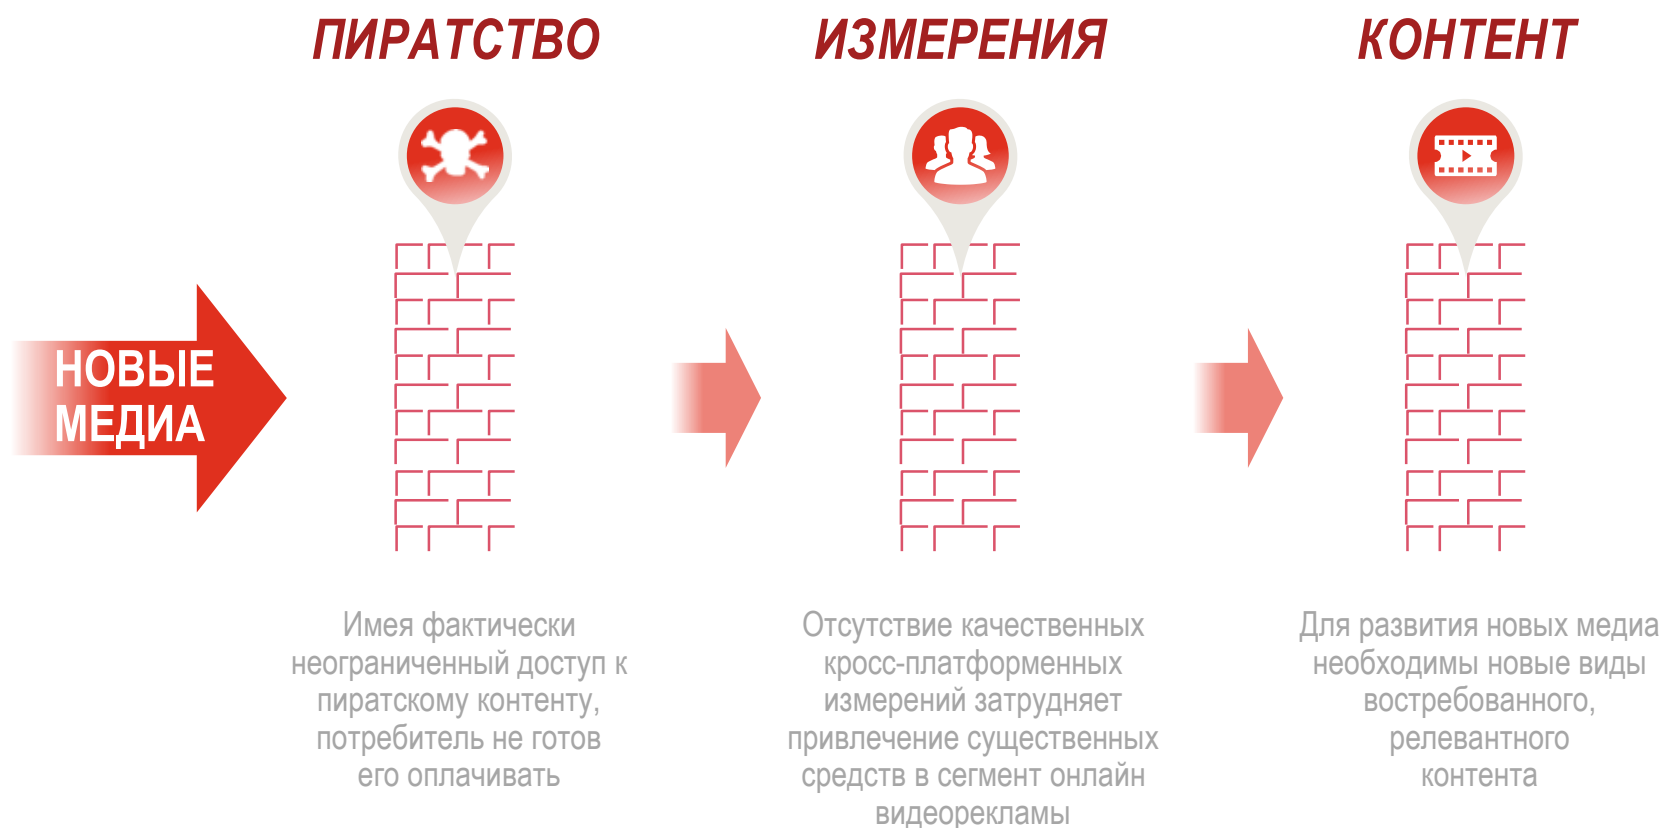 ПИРАТСТВО
ИЗМЕРЕНИЯ
КОНТЕНТ
НОВЫЕ
МЕДИА
Имея фактически
неограниченный доступ к
пиратскому контенту,
потребитель не готов
его оплачивать
Отсутствие качественных
кросс-платформенных
измерений затрудняет
привлечение существенных
средств в сегмент онлайн
видеорекламы
Для развития новых медиа
необходимы новые виды
востребованного,
релевантного
контента